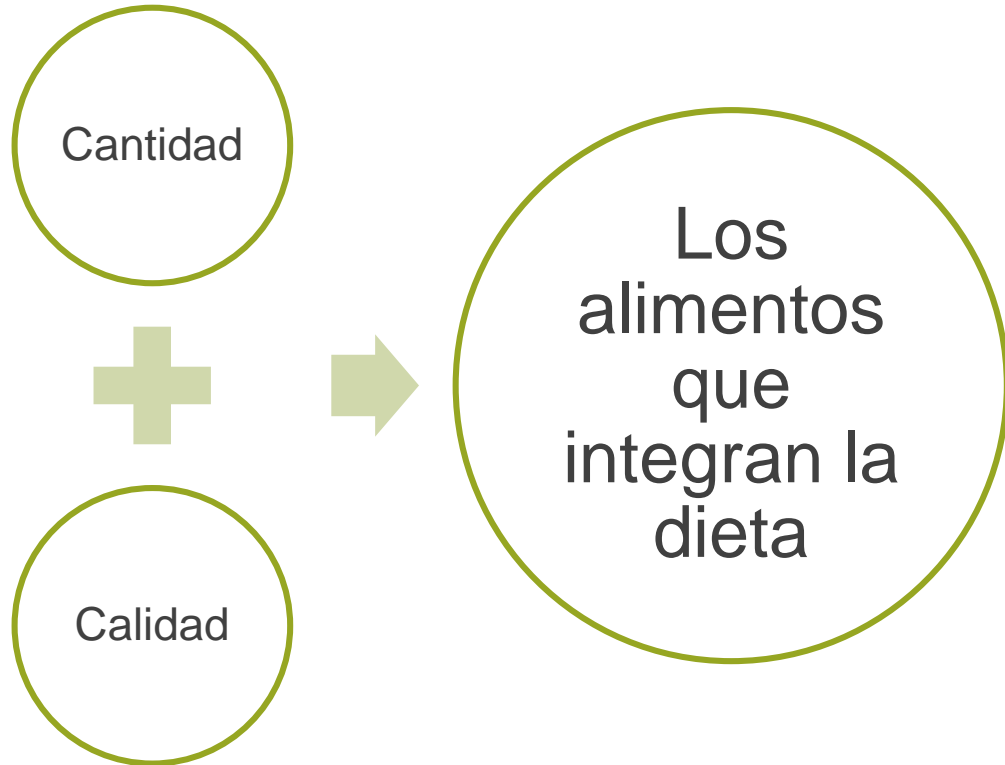 Cantidad
Calidad
Los
alimentos
que
integran la
dieta